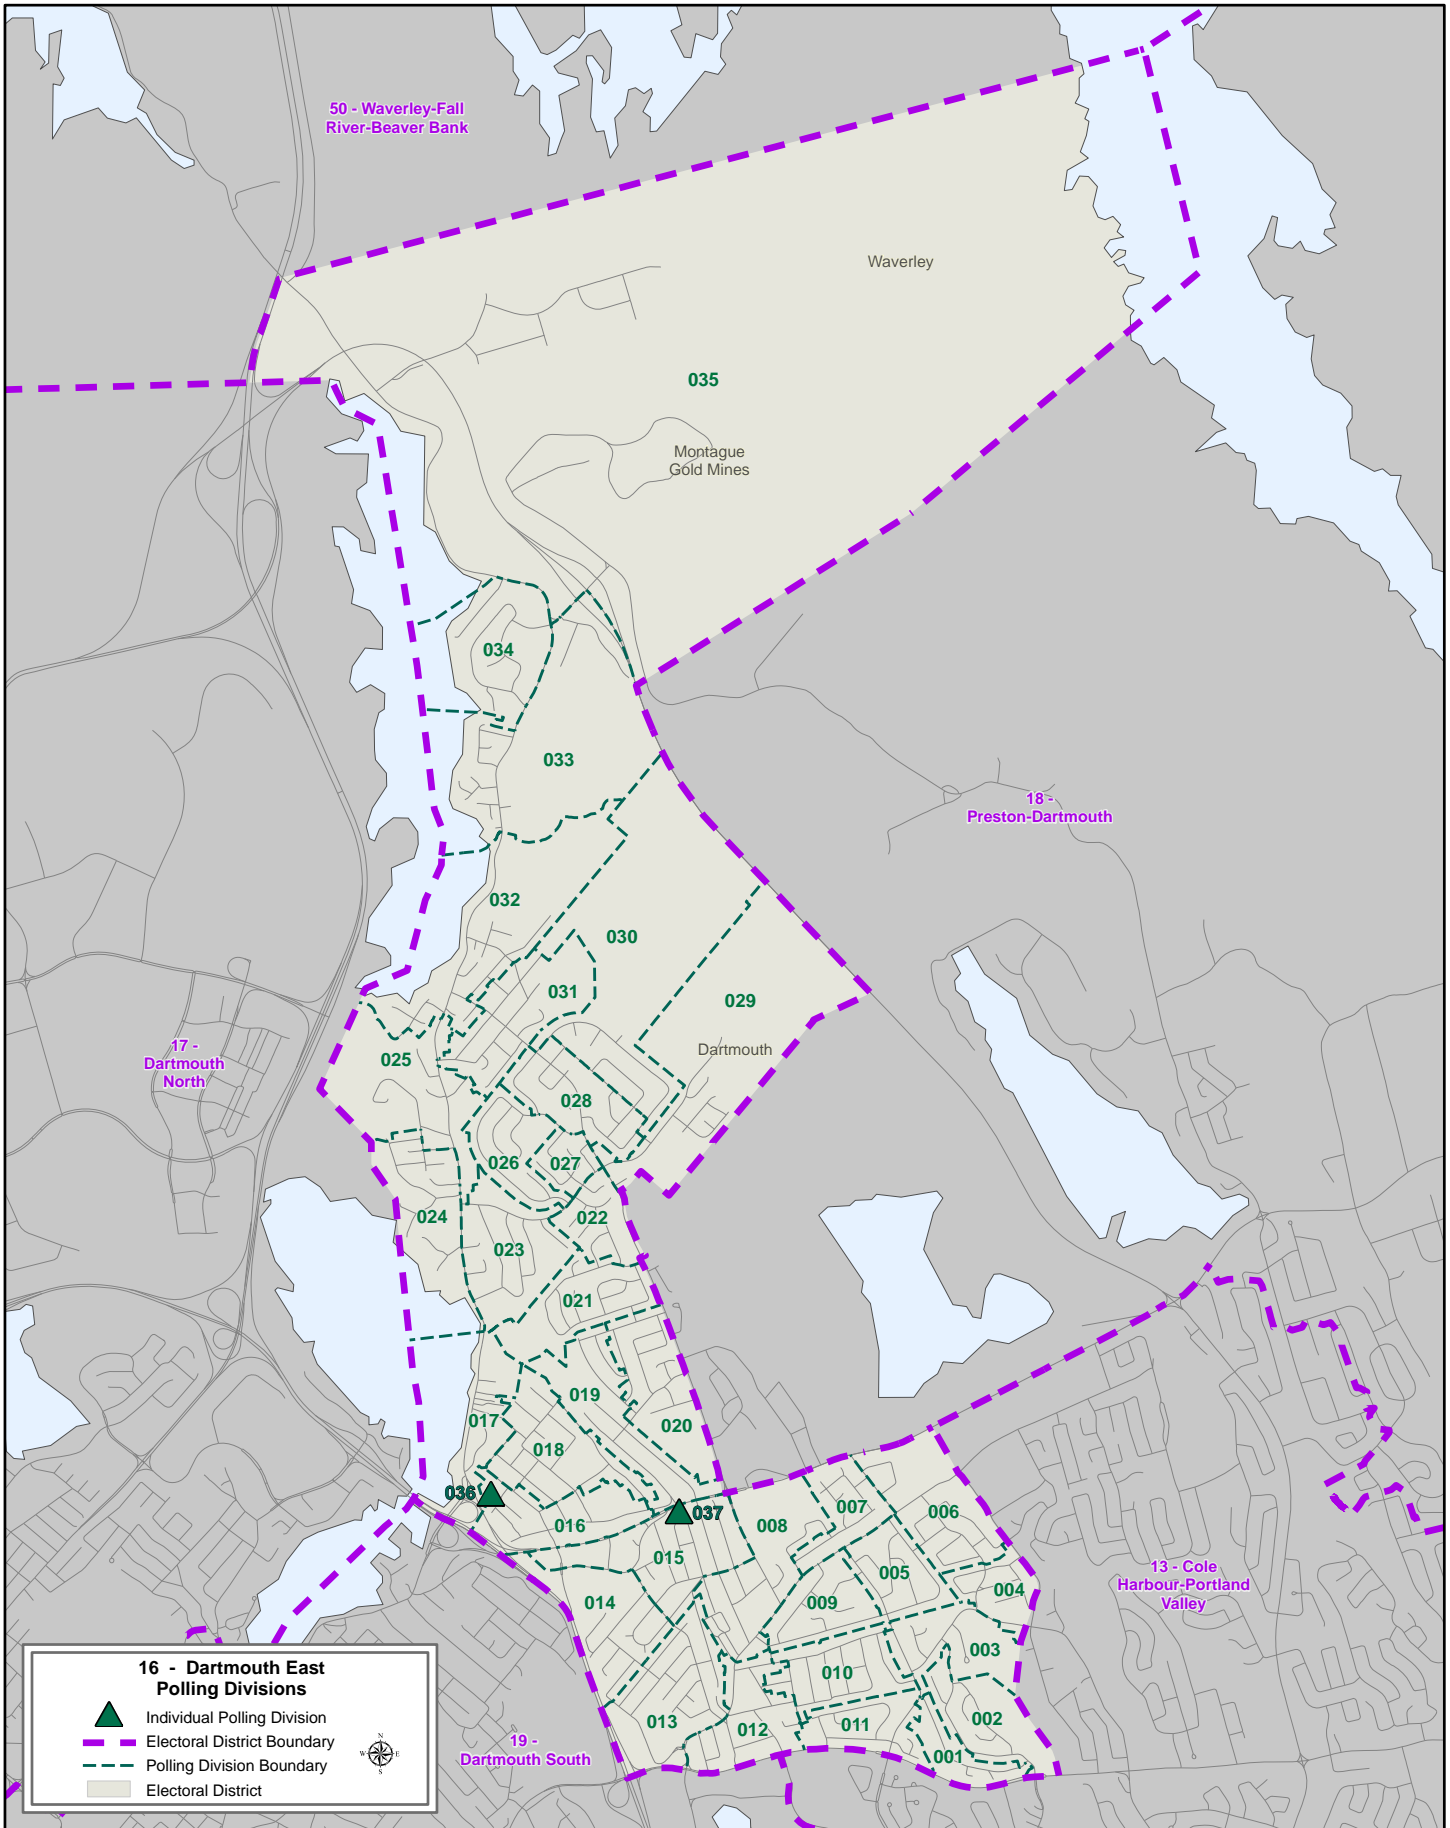 50 - Waverley-Fall
River-Beaver Bank
Waverley
035
Montague
Gold Mines
034
033
18 -
Preston-Dartmouth
032
030
031
029
17 -
Dartmouth
North
025
Dartmouth
028
026
027
024
022
023
021
019
017
020
018
036
037
016
007
006
008
015
13 - Cole
Harbour-Portland
Valley
005
004
014
009
003
010
013
012
011
002
001
19 -
Dartmouth South
16 - Dartmouth East
Polling Divisions
Individual Polling Division
Electoral District Boundary
Polling Division Boundary
Electoral District
N
W
E
S